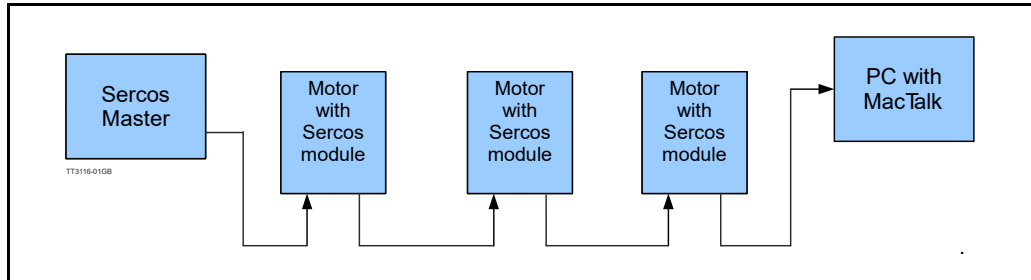 Sercos
Master
TT3116-01GB
Motor
with
Sercos
module
Motor
with
Sercos
module
Motor
with
Sercos
module
PC with
MacTalk
.